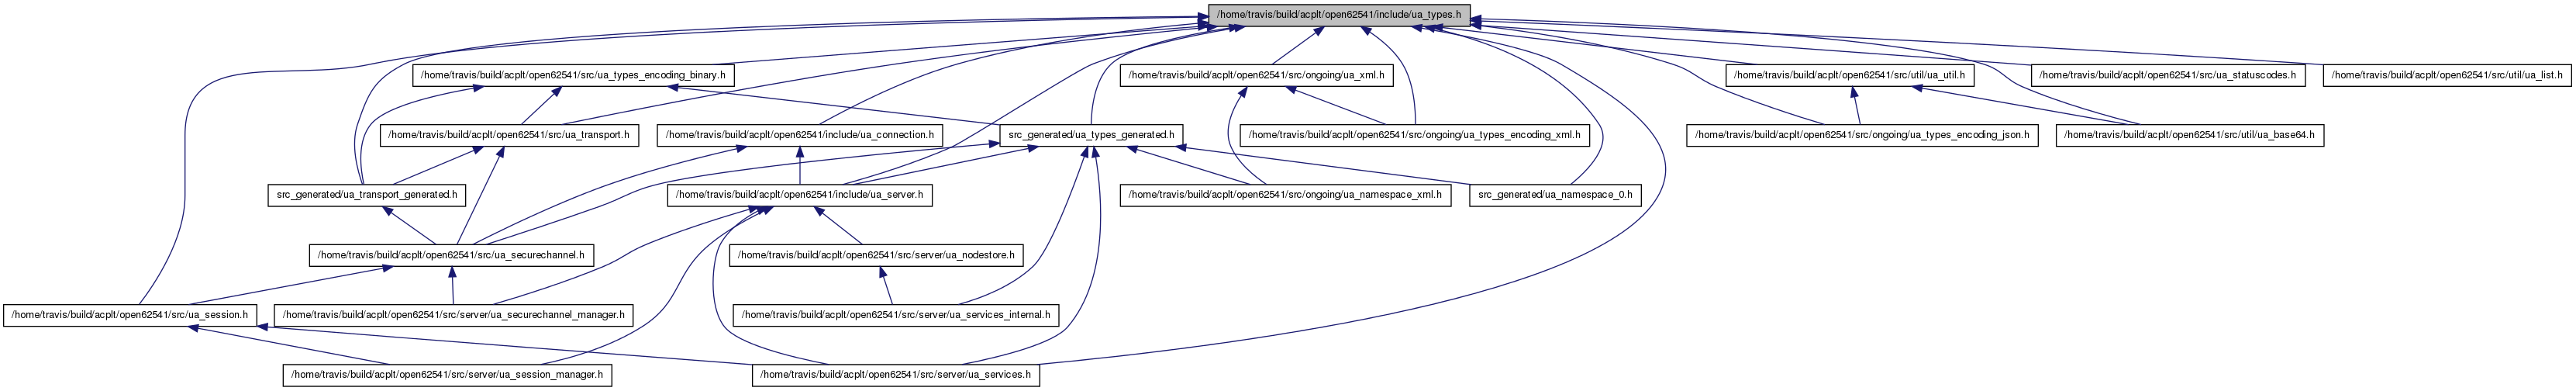 /home/travis/build/acplt/open62541/include/ua_types.h
/home/travis/build/acplt/open62541/src/ua_types_encoding_binary.h
/home/travis/build/acplt/open62541/src/ongoing/ua_xml.h
/home/travis/build/acplt/open62541/src/util/ua_util.h
/home/travis/build/acplt/open62541/src/ua_statuscodes.h
/home/travis/build/acplt/open62541/src/util/ua_list.h
/home/travis/build/acplt/open62541/src/ua_transport.h
/home/travis/build/acplt/open62541/include/ua_connection.h
src_generated/ua_types_generated.h
/home/travis/build/acplt/open62541/src/ongoing/ua_types_encoding_xml.h
/home/travis/build/acplt/open62541/src/ongoing/ua_types_encoding_json.h
/home/travis/build/acplt/open62541/src/util/ua_base64.h
src_generated/ua_transport_generated.h
/home/travis/build/acplt/open62541/include/ua_server.h
/home/travis/build/acplt/open62541/src/ongoing/ua_namespace_xml.h
src_generated/ua_namespace_0.h
/home/travis/build/acplt/open62541/src/ua_securechannel.h
/home/travis/build/acplt/open62541/src/server/ua_nodestore.h
/home/travis/build/acplt/open62541/src/ua_session.h
/home/travis/build/acplt/open62541/src/server/ua_securechannel_manager.h
/home/travis/build/acplt/open62541/src/server/ua_services_internal.h
/home/travis/build/acplt/open62541/src/server/ua_session_manager.h
/home/travis/build/acplt/open62541/src/server/ua_services.h